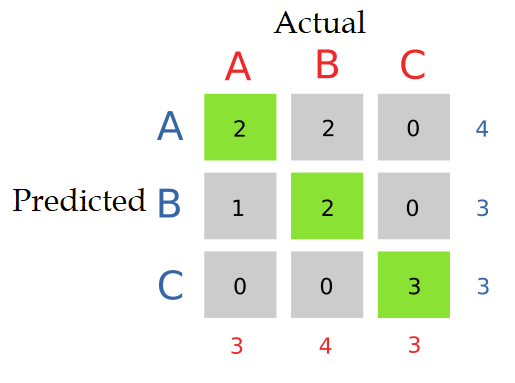 Actual
A B C
A 2 2 0 4
Predicted B 1 2 0 3
C 0 0 3 3
3 4 3